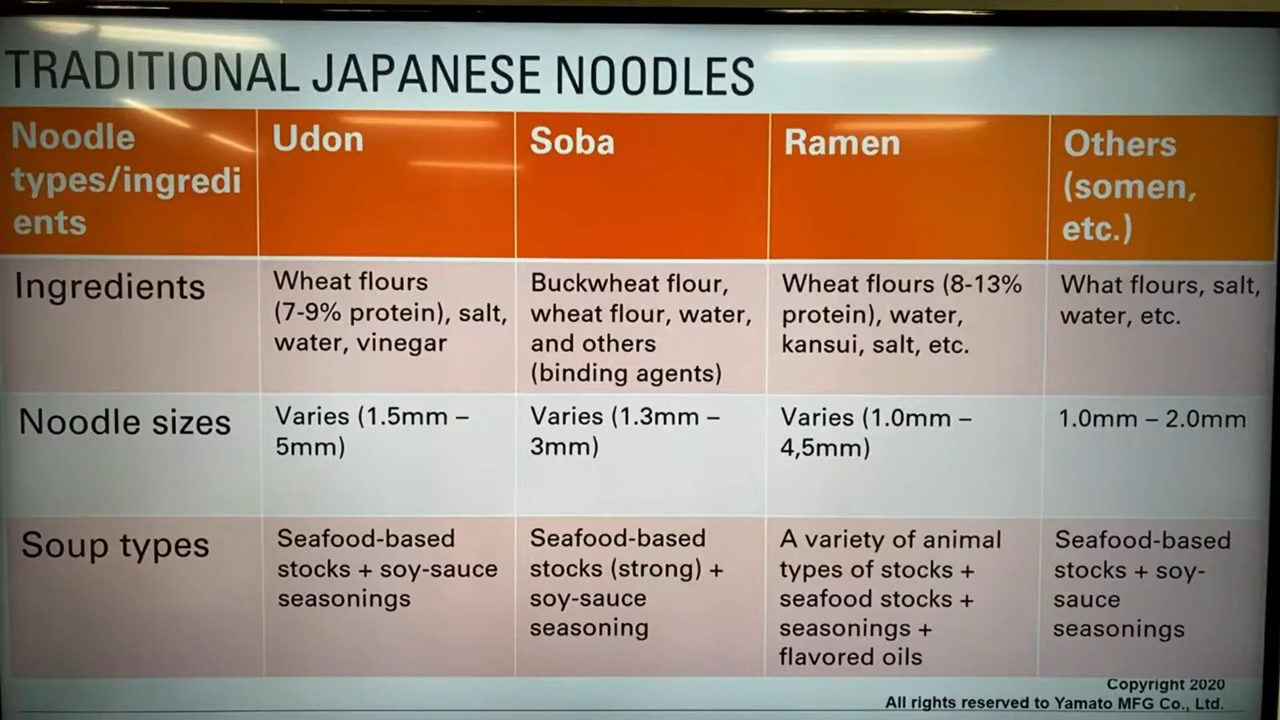 TRADITIONAL JAPANESE NOODLES
Noodle
types/ingredi
ents
Udon
Soba
Ramen
Others
(somen,
etc.)
Ingredients
Wheat flours
(7-9% protein), salt,
water, vinegar
Buckwheat flour,
wheat flour, water,
and others
(binding agents)
Wheat flours (8-13%
protein), water,
kansui, salt, etc.
What flours, salt,
water, etc.
Noodle sizes
Varies (1.5mm –
5mm)
Varies (1.3mm –
3mm)
Varies (1.0mm –
4,5mm)
1.0mm – 2.0mm
Soup types
Seafood-based
stocks + soy-sauce
seasonings
Seafood-based
stocks (strong) +
soy-sauce
seasoning
A variety of animal
types of stocks +
seafood stocks +
seasonings +
flavored oils
Seafood-based
stocks + soy-
sauce
seasonings
Copyright 2020
All rights reserved to Yamato MFG Co., Ltd.